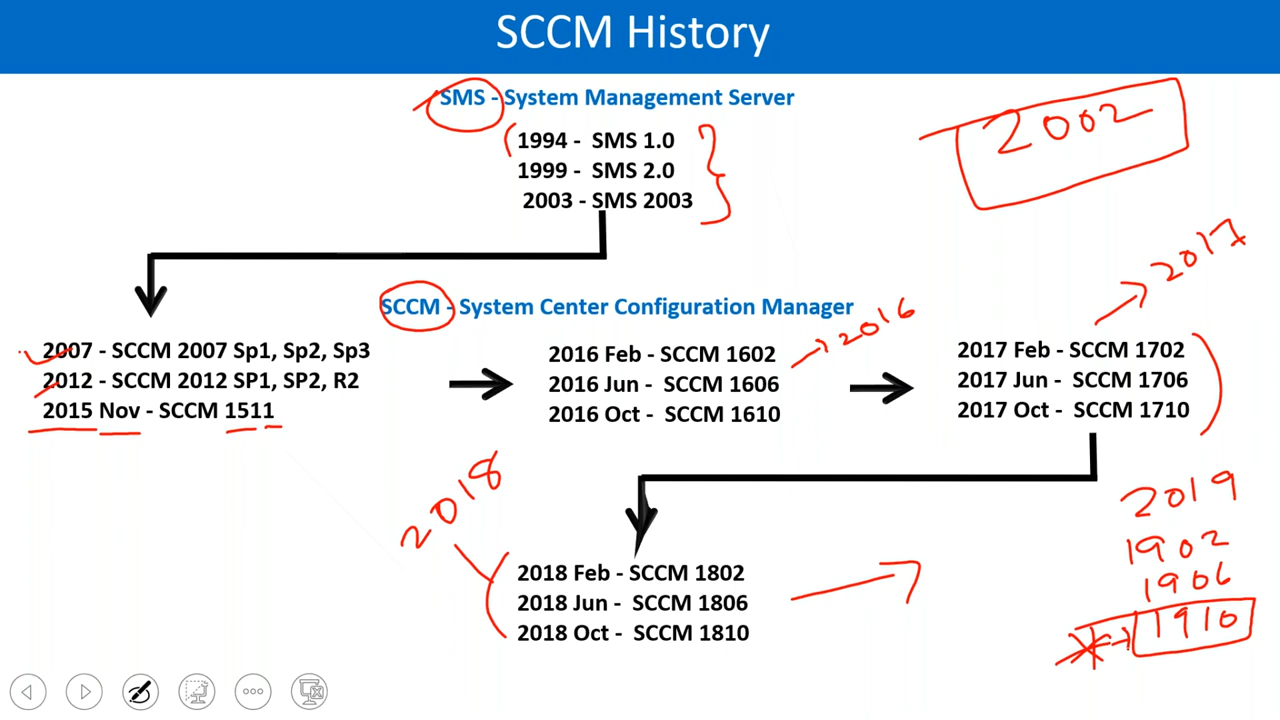 SCCM History
SMS - System Management Server
1994 - SMS 1.0
1999 - SMS 2.0
2003 - SMS 2003
2002
SCCM - System Center Configuration Manager
2007 - SCCM 2007 Sp1, Sp2, Sp3
2012 - SCCM 2012 SP1, SP2, R2
2015 Nov - SCCM 1511
2016 Feb - SCCM 1602
2016 Jun - SCCM 1606
2016 Oct - SCCM 1610
2016
2017 Feb - SCCM 1702
2017 Jun - SCCM 1706
2017 Oct - SCCM 1710
2017
2018
2018 Feb - SCCM 1802
2018 Jun - SCCM 1806
2018 Oct - SCCM 1810
2019
1902
1906
1910